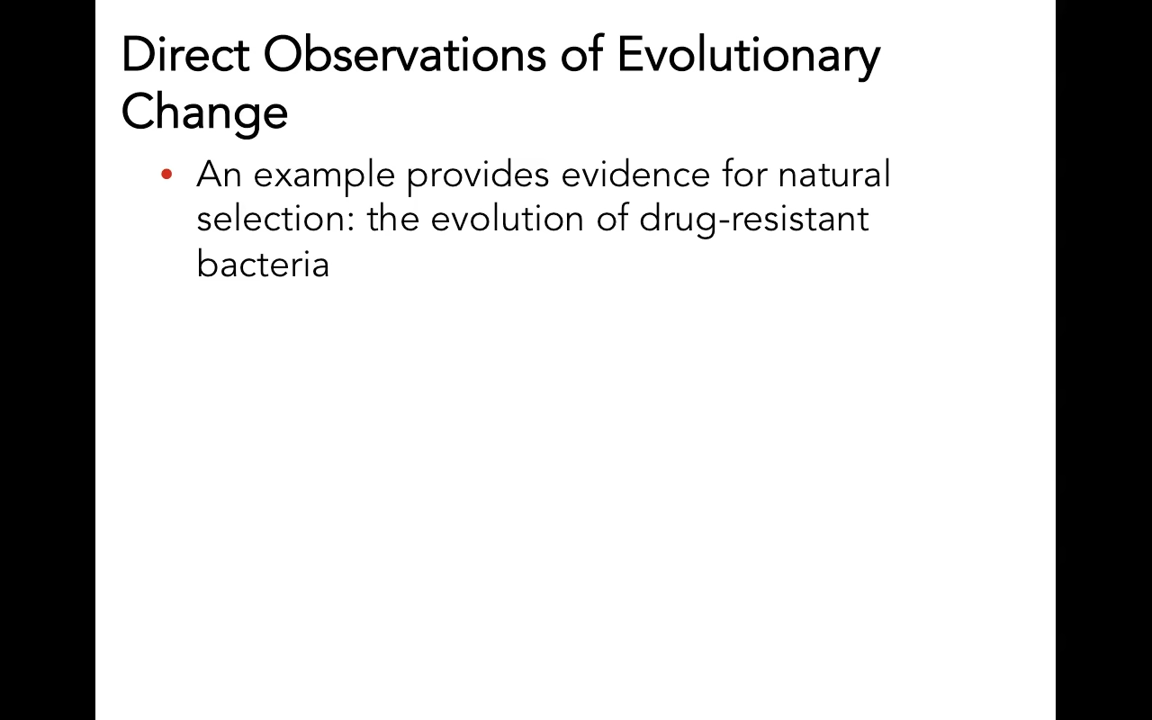 Direct Observations of Evolutionary
Change
• An example provides evidence for natural
selection: the evolution of drug-resistant
bacteria